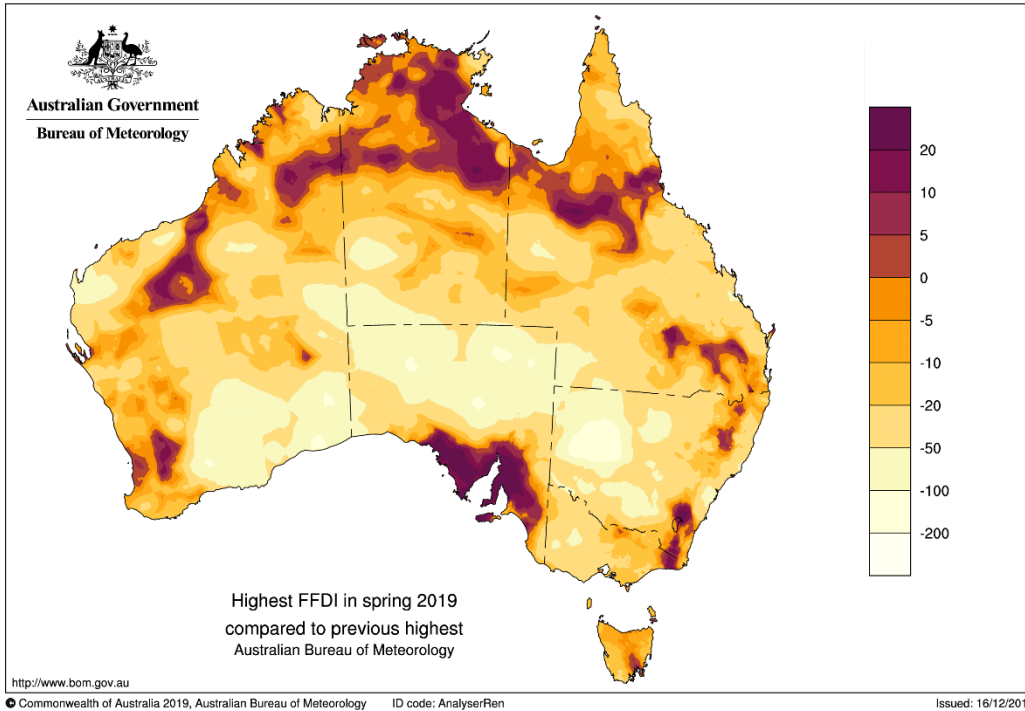 Australian Government
Bureau of Meteorology
20
10
5
0
-5
-10
-20
-50
-100
-200
Highest FFDI in spring 2019
compared to previous highest
Australian Bureau of Meteorology
http://www.bom.gov.au
© Commonwealth of Australia 2019, Australian Bureau of Meteorology ID code: AnalyserRen Issued: 16/12/201